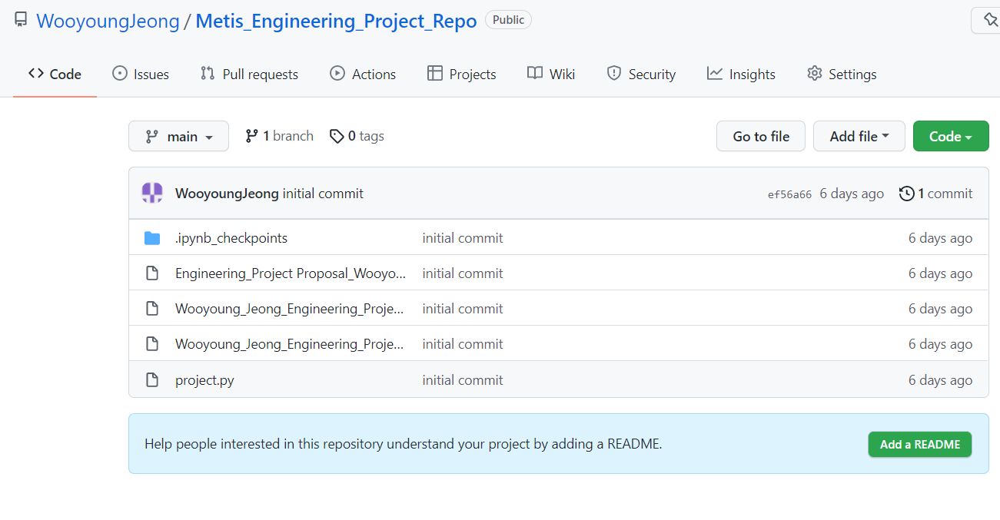 WooyoungJeong / Metis_Engineering_Project_Repo Public
Code Issues Pull requests Actions Projects Wiki Security Insights Settings
main 1 branch 0 tags Go to file Add file Code
WooyoungJeong initial commit ef56a66 6 days ago 1 commit
.ipynb_checkpoints initial commit 6 days ago
Engineering_Project Proposal_Wooyo... initial commit 6 days ago
Wooyoung_Jeong_Engineering_Proje... initial commit 6 days ago
Wooyoung_Jeong_Engineering_Proje... initial commit 6 days ago
project.py initial commit 6 days ago
Help people interested in this repository understand your project by adding a README. Add a README